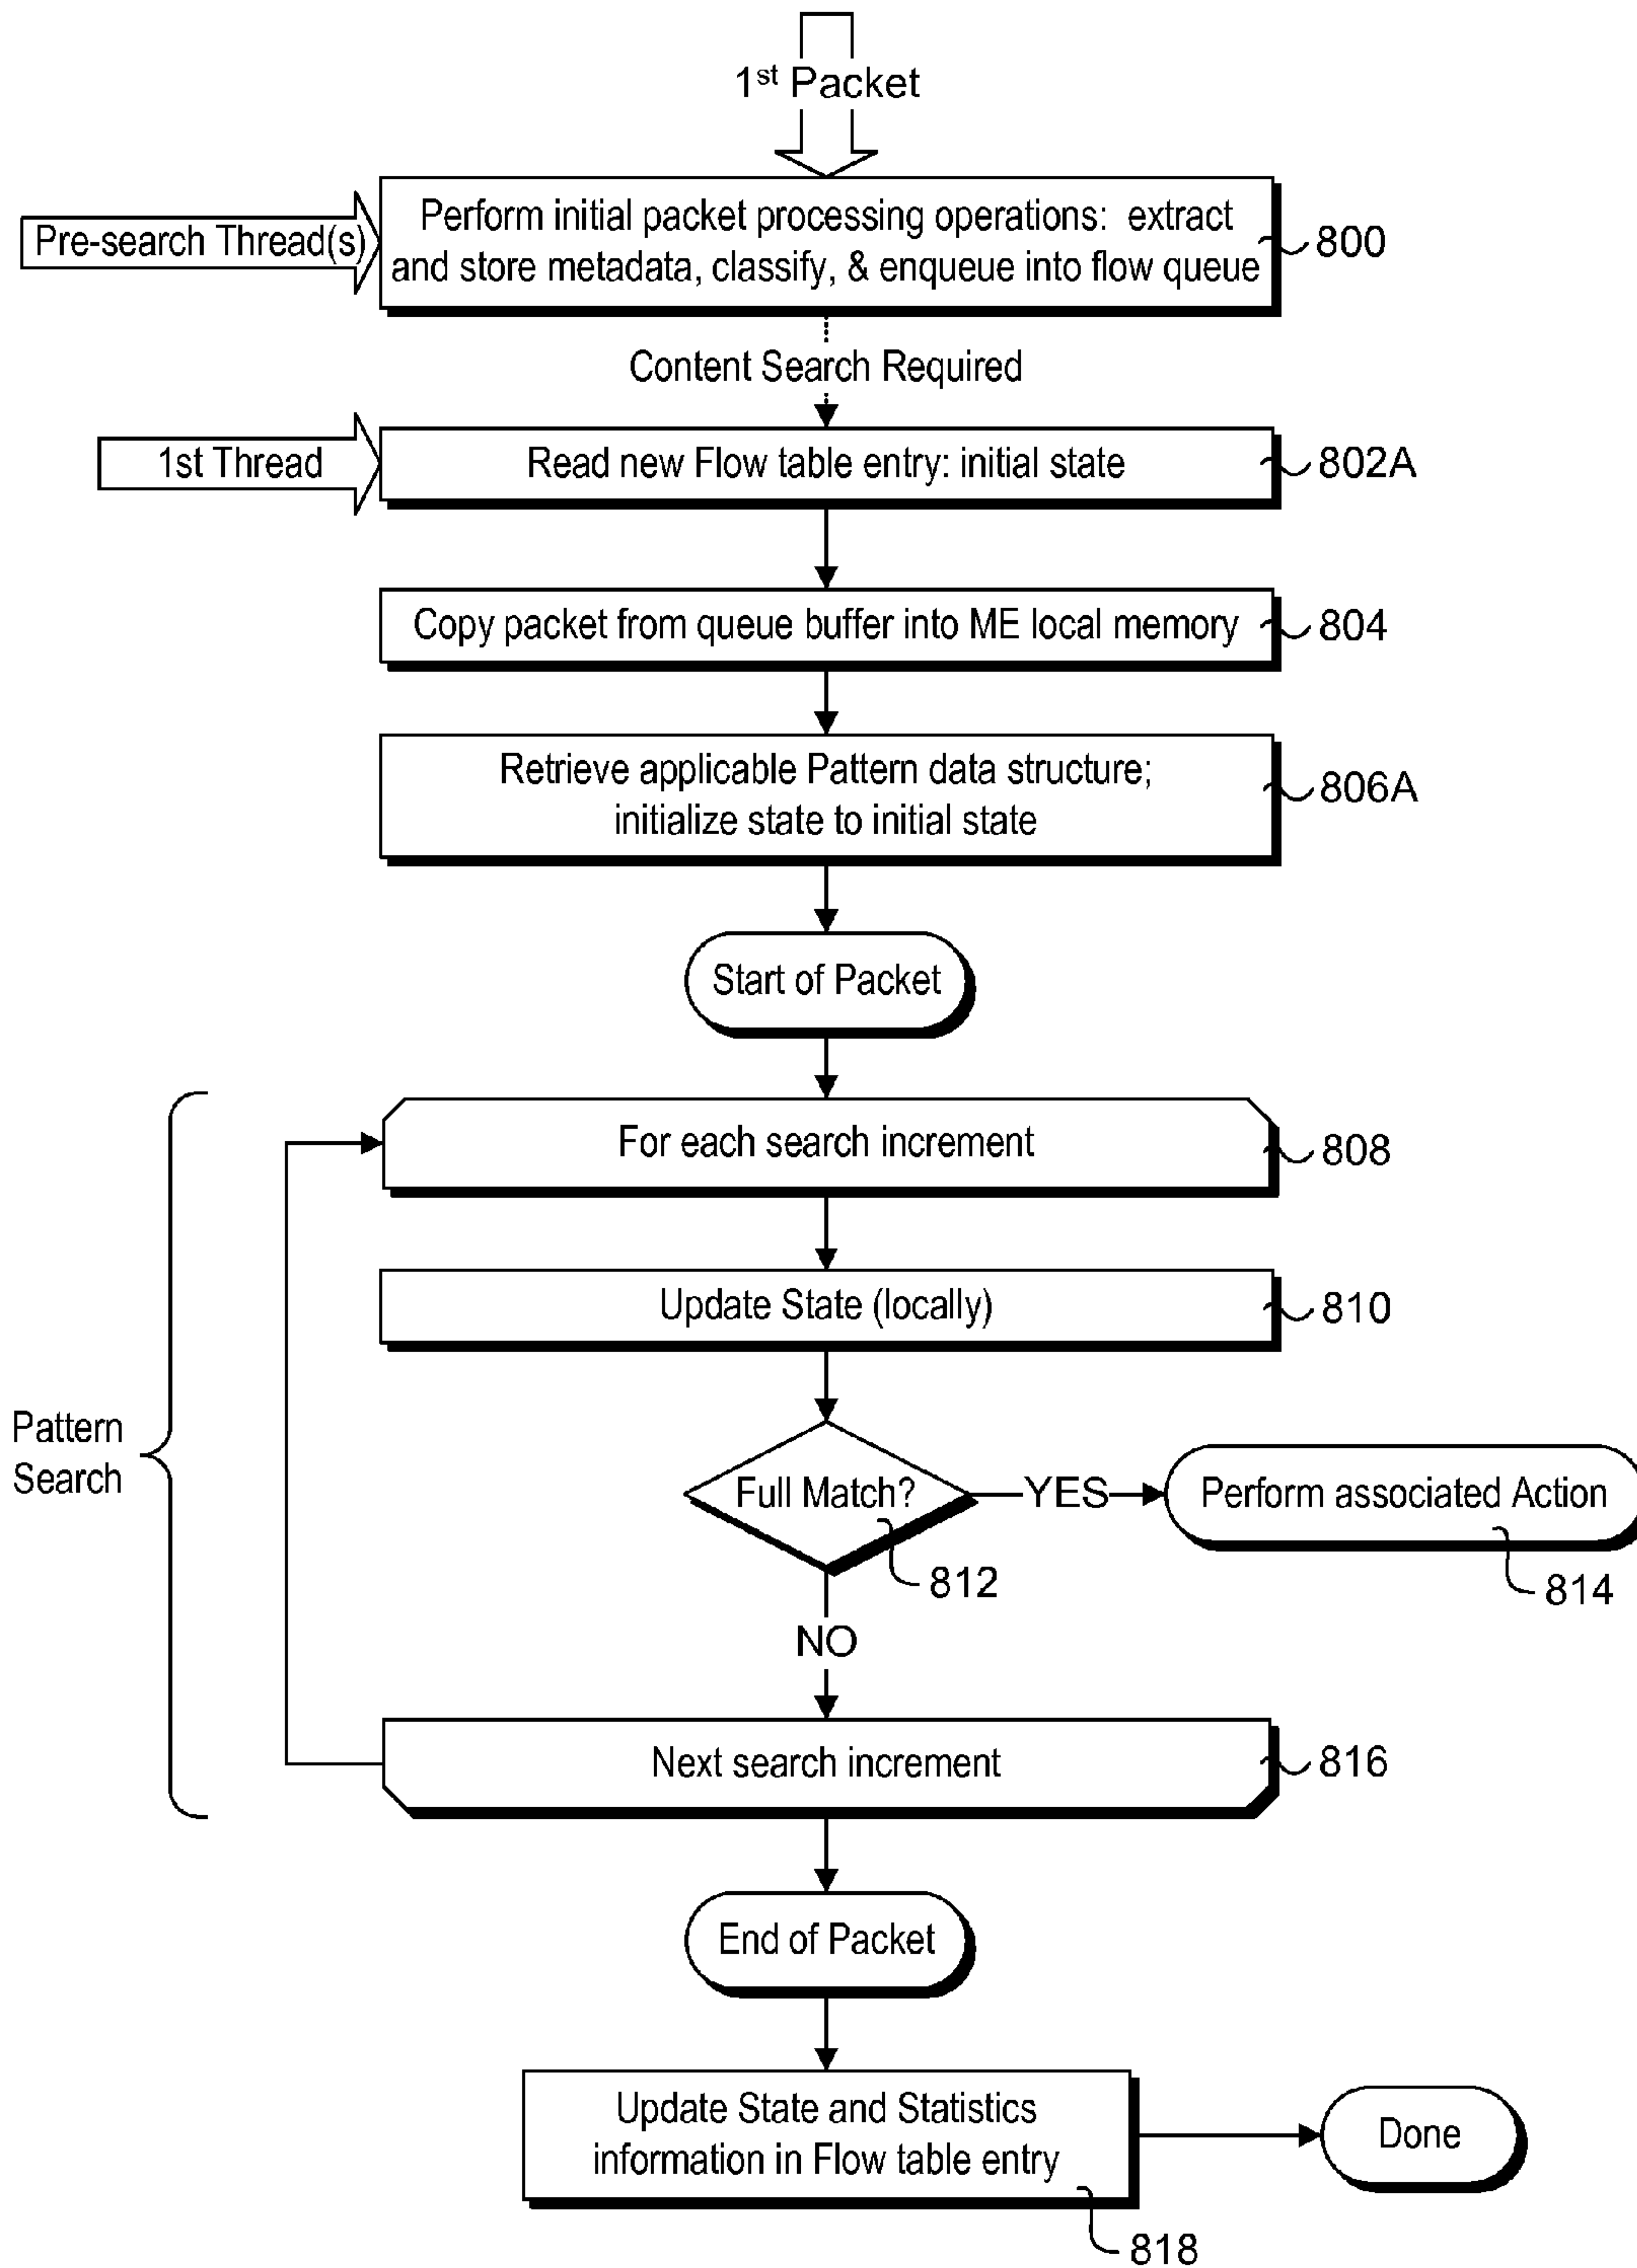 1st Packet
Pre-search Thread(s)
Perform initial packet processing operations: extract
and store metadata, classify, & enqueue into flow queue
800
Content Search Required
1st Thread
Read new Flow table entry: initial state
802A
Copy packet from queue buffer into ME local memory
804
Retrieve applicable Pattern data structure;
initialize state to initial state
806A
Start of Packet
For each search increment
808
Update State (locally)
810
Pattern
Search
Full Match?
YES
Perform associated Action
812
814
NO
Next search increment
816
End of Packet
Update State and Statistics
information in Flow table entry
Done
818